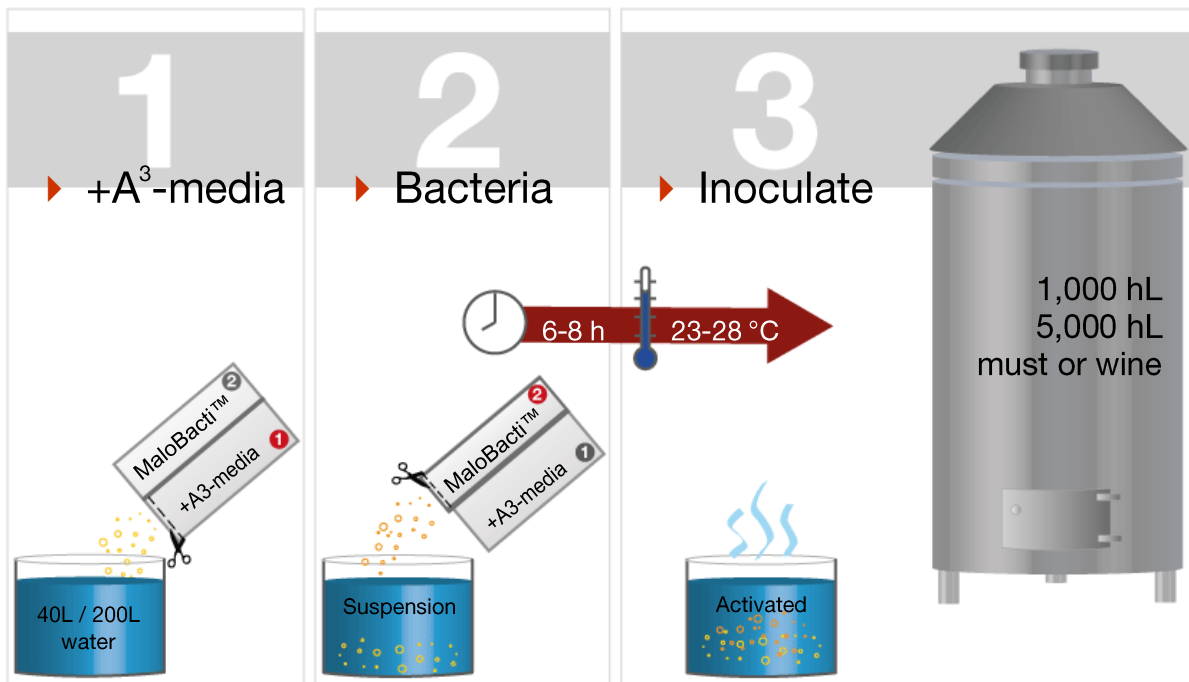 1
+A³-media
MaloBacti™ 2
+A3-media 1
40L / 200L
water
2
Bacteria
MaloBacti™ 2
+A3-media 1
Suspension
3
Inoculate
6-8 h
23-28 °C
Activated
1,000 hL
5,000 hL
must or wine